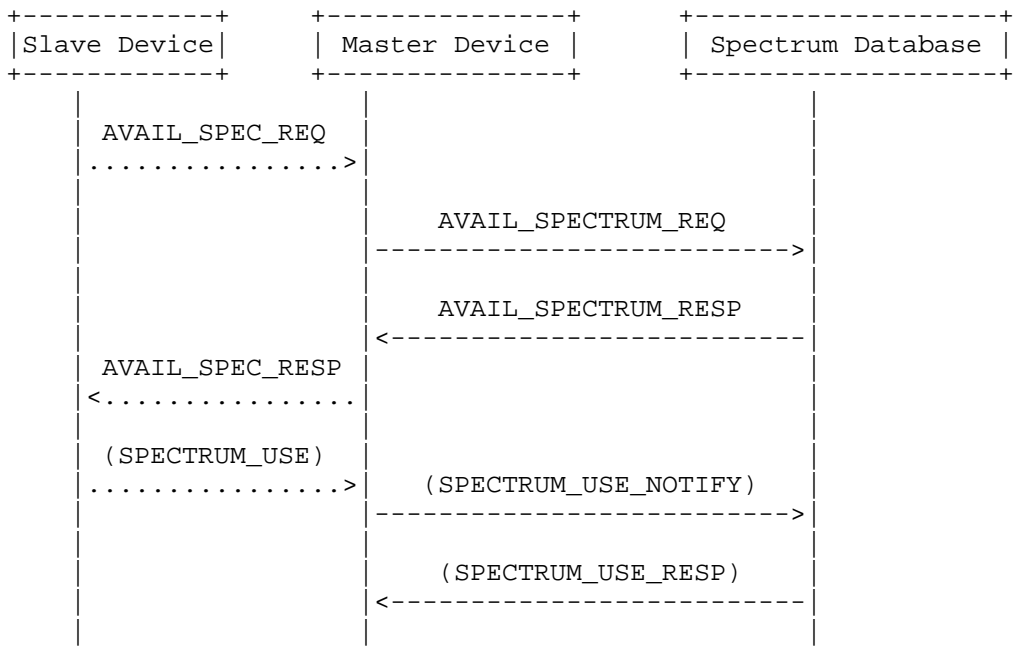 Slave Device Master Device Spectrum Database
AVAIL_SPEC_REQ
AVAIL_SPECTRUM_REQ
AVAIL_SPECTRUM_RESP
AVAIL_SPEC_RESP
(SPECTRUM_USE)
(SPECTRUM_USE_NOTIFY)
(SPECTRUM_USE_RESP)